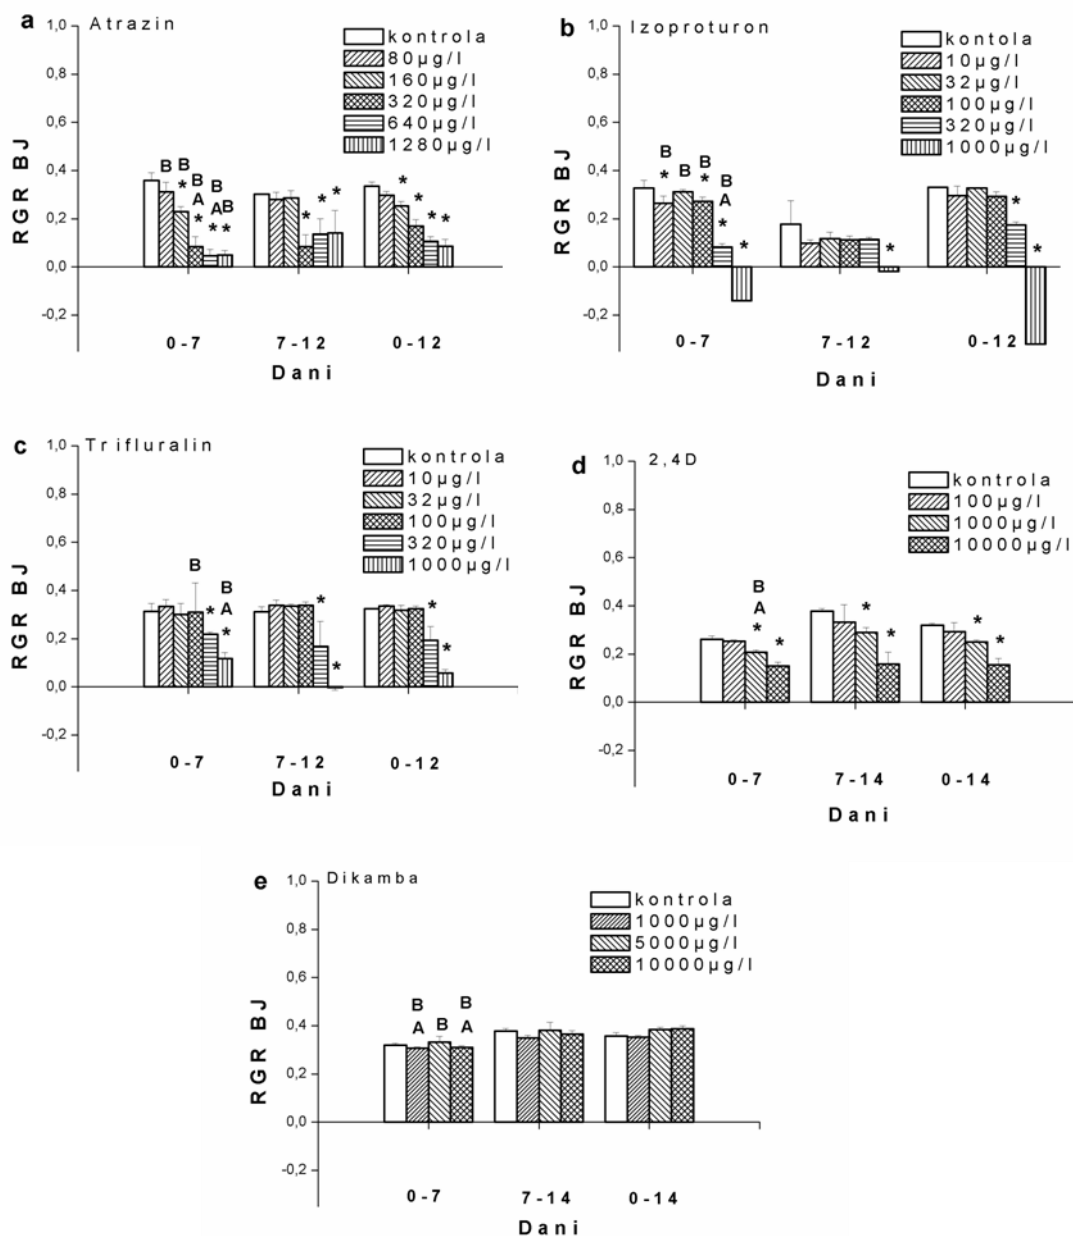 a Atrazin
1,0
0,8
0,6
0,4
0,2
0,0
-0,2
RGR BJ
kontrola
80µg/l
160µg/l
320µg/l
640µg/l
1280µg/l
B B
* B B
A A B
* * *
* * *
* * * *
0-7 7-12 0-12
Dani
b Izoproturon
1,0
0,8
0,6
0,4
0,2
0,0
-0,2
RGR BJ
kontola
10µg/l
32µg/l
100µg/l
320µg/l
1000µg/l
B B B B
* * A
* *
*
* *
0-7 7-12 0-12
Dani
c Trifluralin
1,0
0,8
0,6
0,4
0,2
0,0
-0,2
RGR BJ
kontrola
10µg/l
32µg/l
100µg/l
320µg/l
1000µg/l
B B
* A
*
* *
* *
0-7 7-12 0-12
Dani
d 2,4D
1,0
0,8
0,6
0,4
0,2
0,0
-0,2
RGR BJ
kontrola
100µg/l
1000µg/l
10000µg/l
B
A
* *
* *
* *
0-7 7-14 0-14
Dani
e Dikamba
1,0
0,8
0,6
0,4
0,2
0,0
-0,2
RGR BJ
kontrola
1000µg/l
5000µg/l
10000µg/l
B B
A B A
0-7 7-14 0-14
Dani